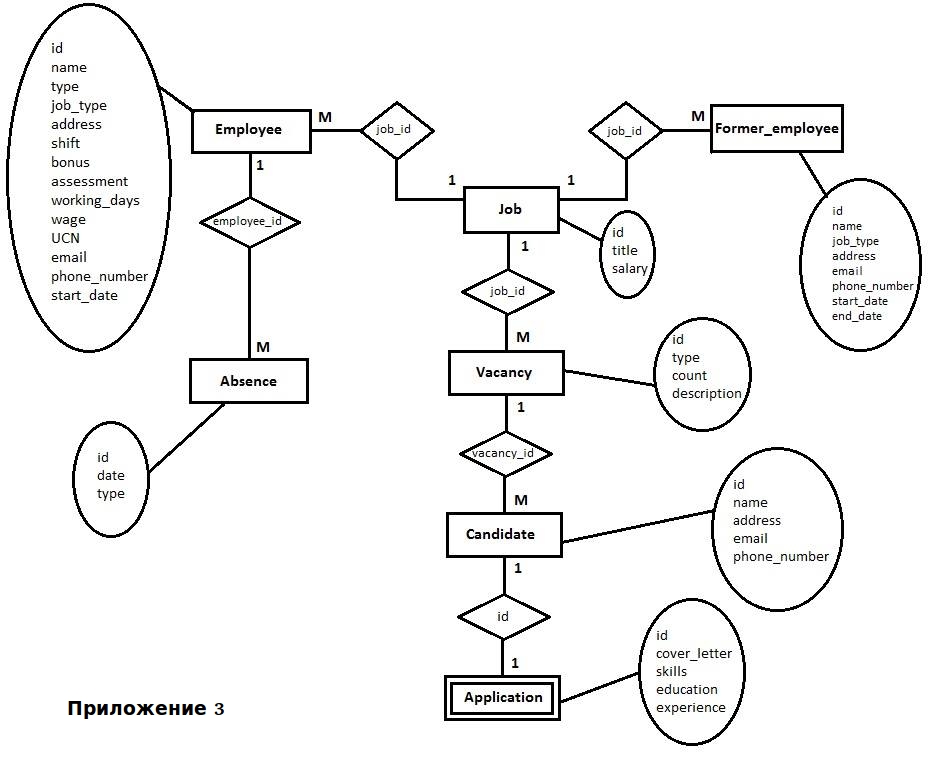 id
name
type
job_type
address
shift
bonus
assessment
working_days
wage
UCN
email
phone_number
start_date
Employee
M
job_id
1
job_id
M
Former_employee
1
1
Job
id
title
salary
id
name
job_type
address
email
phone_number
start_date
end_date
employee_id
M
Absence
id
date
type
1
job_id
M
Vacancy
id
type
count
description
1
vacancy_id
M
Candidate
id
name
address
email
phone_number
1
id
1
Application
id
cover_letter
skills
education
experience
Приложение 3